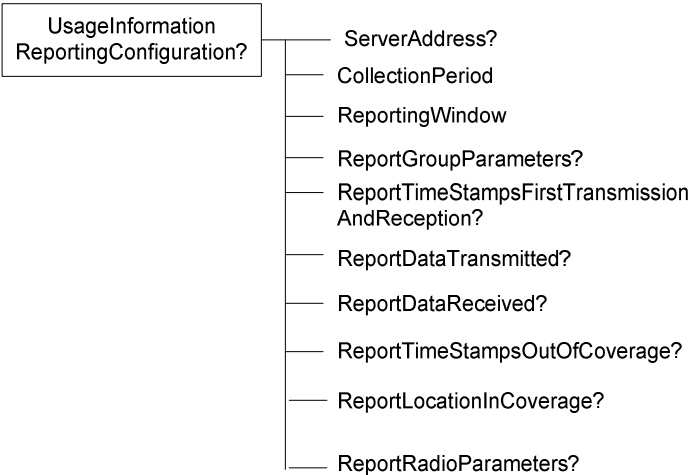 UsageInformation
ReportingConfiguration?
ServerAddress?
CollectionPeriod
ReportingWindow
ReportGroupParameters?
ReportTimeStampsFirstTransmission
AndReception?
ReportDataTransmitted?
ReportDataReceived?
ReportTimeStampsOutOfCoverage?
ReportLocationInCoverage?
ReportRadioParameters?